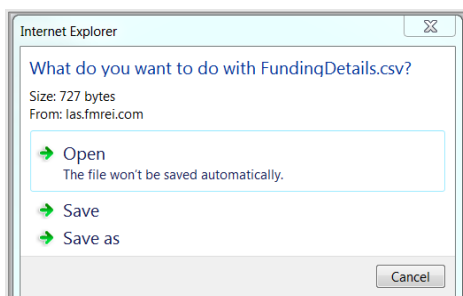 Internet Explorer
What do you want to do with FundingDetails.csv?
Size: 727 bytes
From: las.fmrei.com
Open
The file won't be saved automatically.
Save
Save as
Cancel